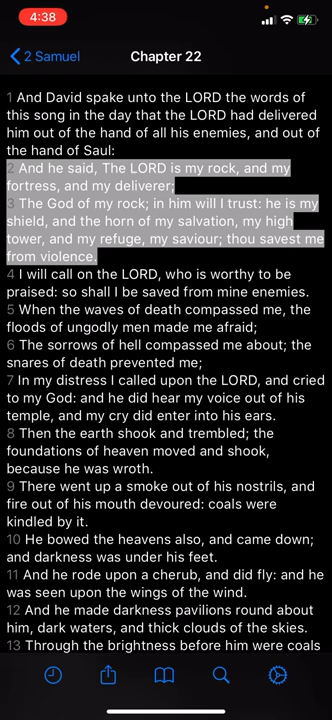 4:38
2 Samuel
Chapter 22
1 And David spake unto the LORD the words of
this song in the day that the LORD had delivered
him out of the hand of all his enemies, and out of
the hand of Saul:
2 And he said, The LORD is my rock, and my
fortress, and my deliverer;
3 The God of my rock; in him will I trust: he is my
shield, and the horn of my salvation, my high
tower, and my refuge, my saviour; thou savest me
from violence.
4 I will call on the LORD, who is worthy to be
praised: so shall I be saved from mine enemies.
5 When the waves of death compassed me, the
floods of ungodly men made me afraid;
6 The sorrows of hell compassed me about; the
snares of death prevented me;
7 In my distress I called upon the LORD, and cried
to my God: and he did hear my voice out of his
temple, and my cry did enter into his ears.
8 Then the earth shook and trembled; the
foundations of heaven moved and shook,
because he was wroth.
9 There went up a smoke out of his nostrils, and
fire out of his mouth devoured: coals were
kindled by it.
10 He bowed the heavens also, and came down;
and darkness was under his feet.
11 And he rode upon a cherub, and did fly: and he
was seen upon the wings of the wind.
12 And he made darkness pavilions round about
him, dark waters, and thick clouds of the skies.
13 Through the brightness before him were coals